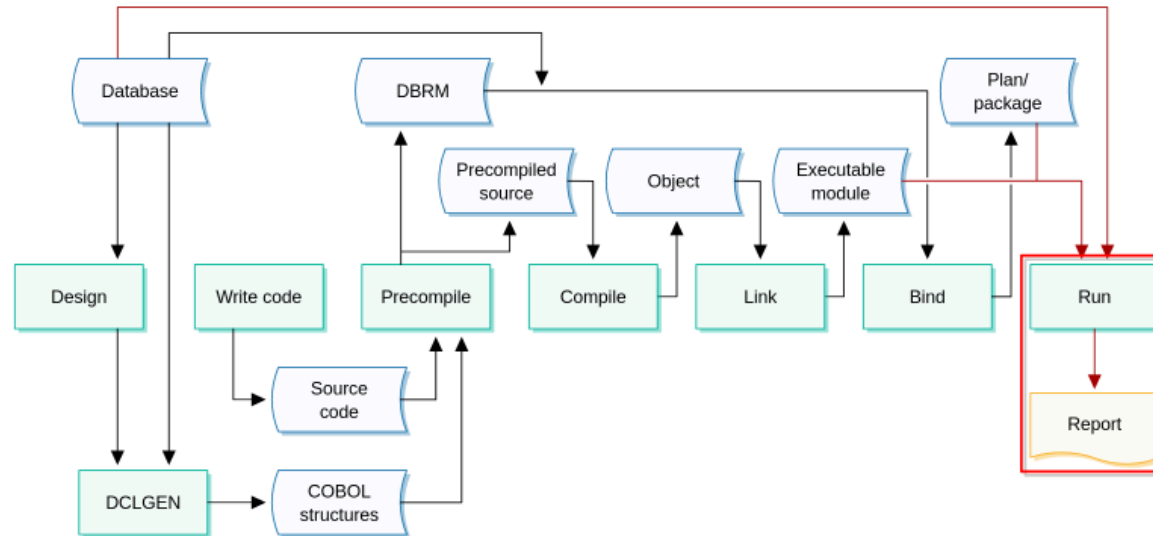 Database
DBRM
Plan/
package
Precompiled
source
Object
Executable
module
Design
Write code
Precompile
Compile
Link
Bind
Run
Source
code
Report
DCLGEN
COBOL
structures